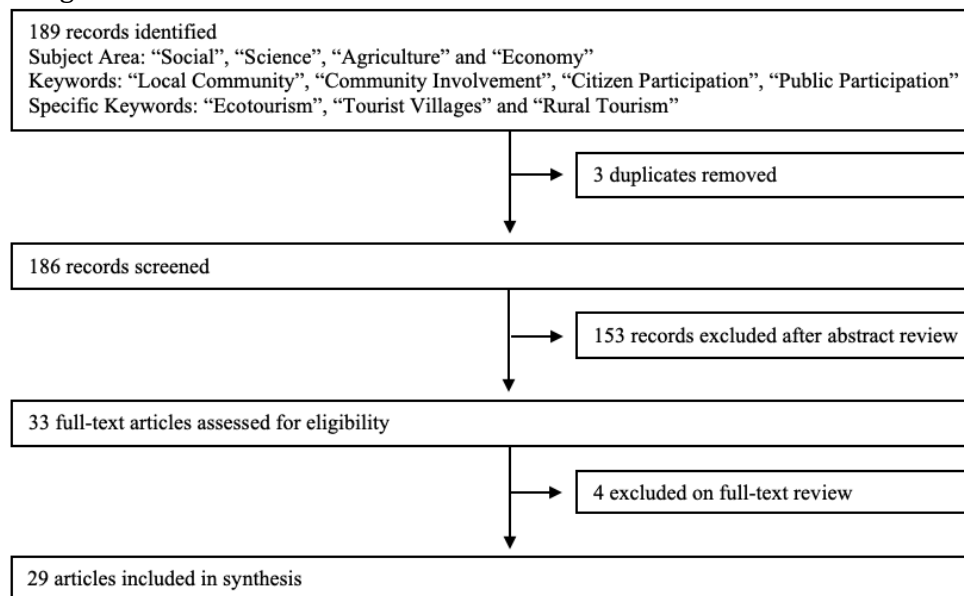 189 records identified
Subject Area: “Social”, “Science”, “Agriculture” and “Economy”
Keywords: “Local Community”, “Community Involvement”, “Citizen Participation”, “Public Participation”
Specific Keywords: “Ecotourism”, “Tourist Villages” and “Rural Tourism”
3 duplicates removed
186 records screened
153 records excluded after abstract review
33 full-text articles assessed for eligibility
4 excluded on full-text review
29 articles included in synthesis